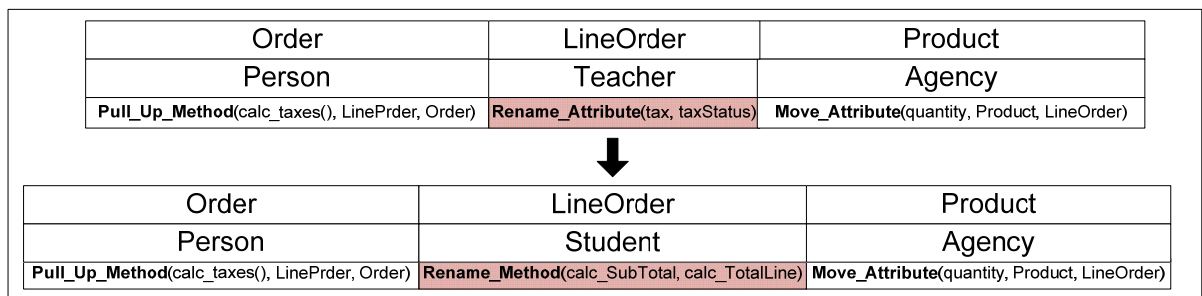 Order LineOrder Product
Person Teacher Agency
Pull_Up_Method(calc_taxes(), LinePrder, Order) Rename_Attribute(tax, taxStatus) Move_Attribute(quantity, Product, LineOrder)
Order LineOrder Product
Person Student Agency
Pull_Up_Method(calc_taxes(), LinePrder, Order) Rename_Method(calc_SubTotal, calc_TotalLine) Move_Attribute(quantity, Product, LineOrder)